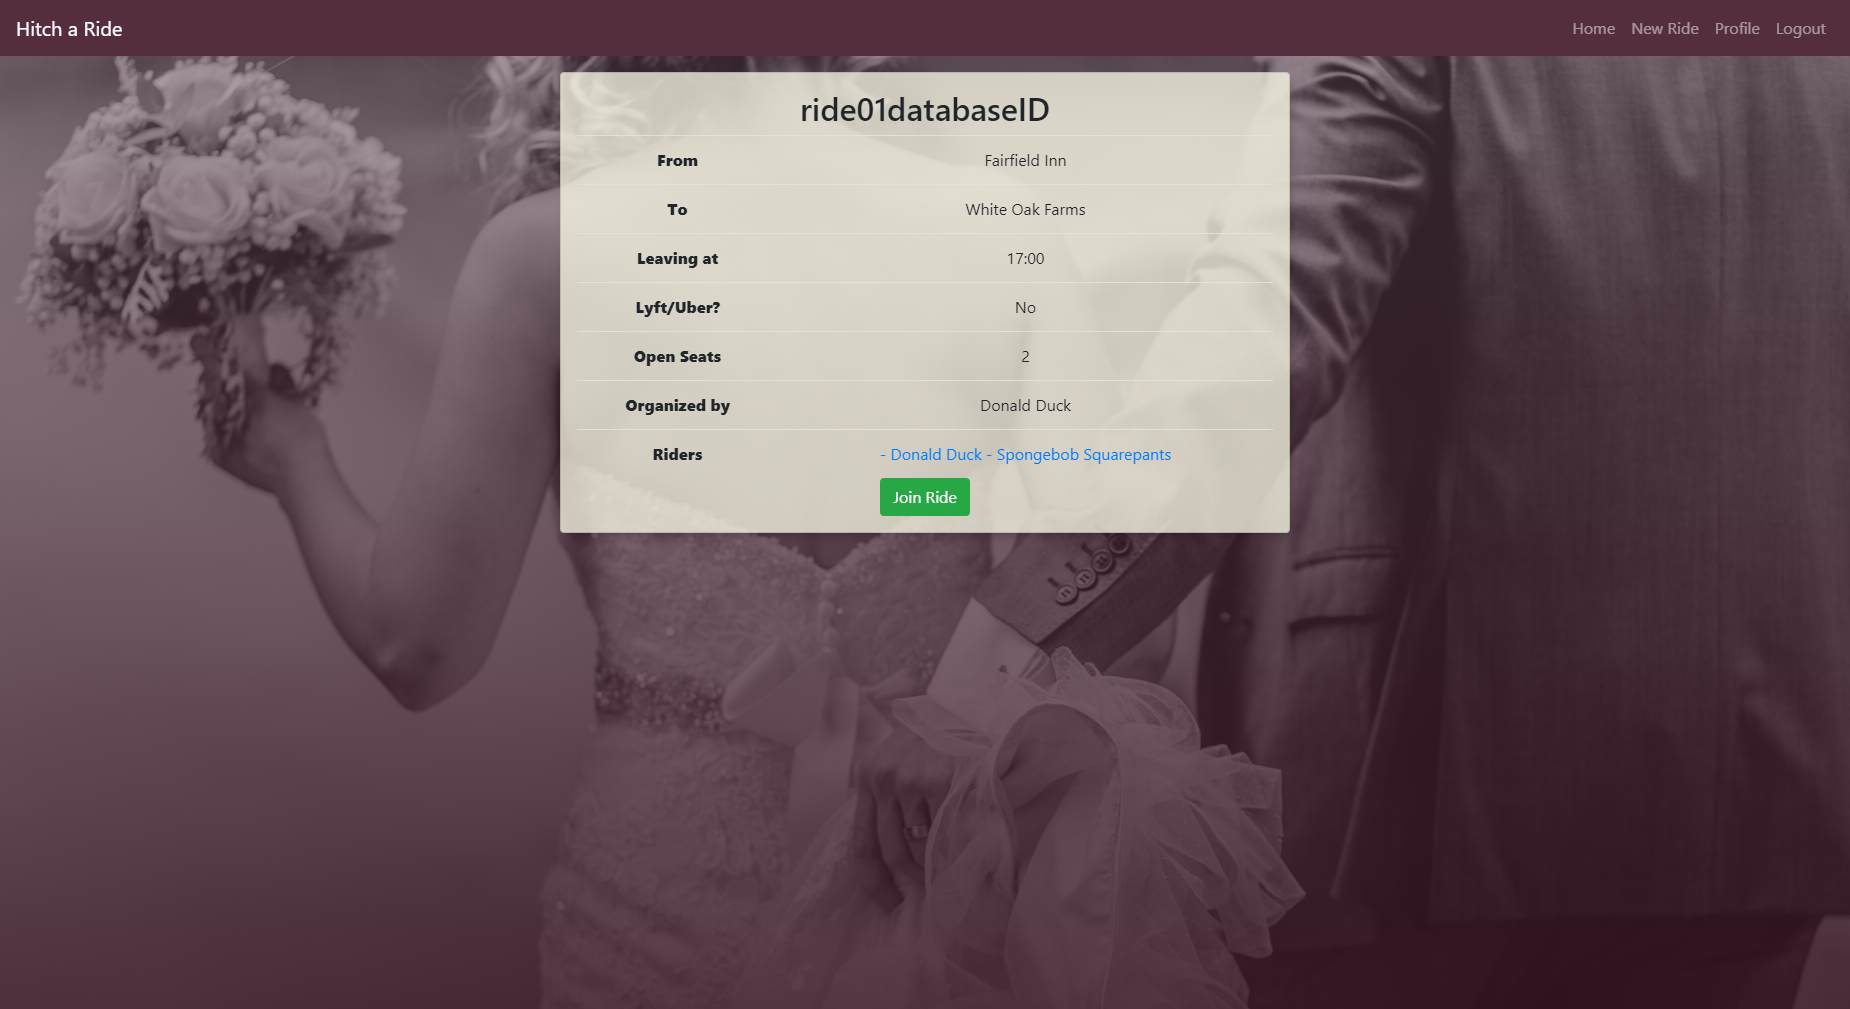 Hitch a Ride Home New Ride Profile Logout
ride01databaseID
From Fairfield Inn
To White Oak Farms
Leaving at 17:00
Lyft/Uber? No
Open Seats 2
Organized by Donald Duck
Riders - Donald Duck - Spongebob Squarepants
Join Ride